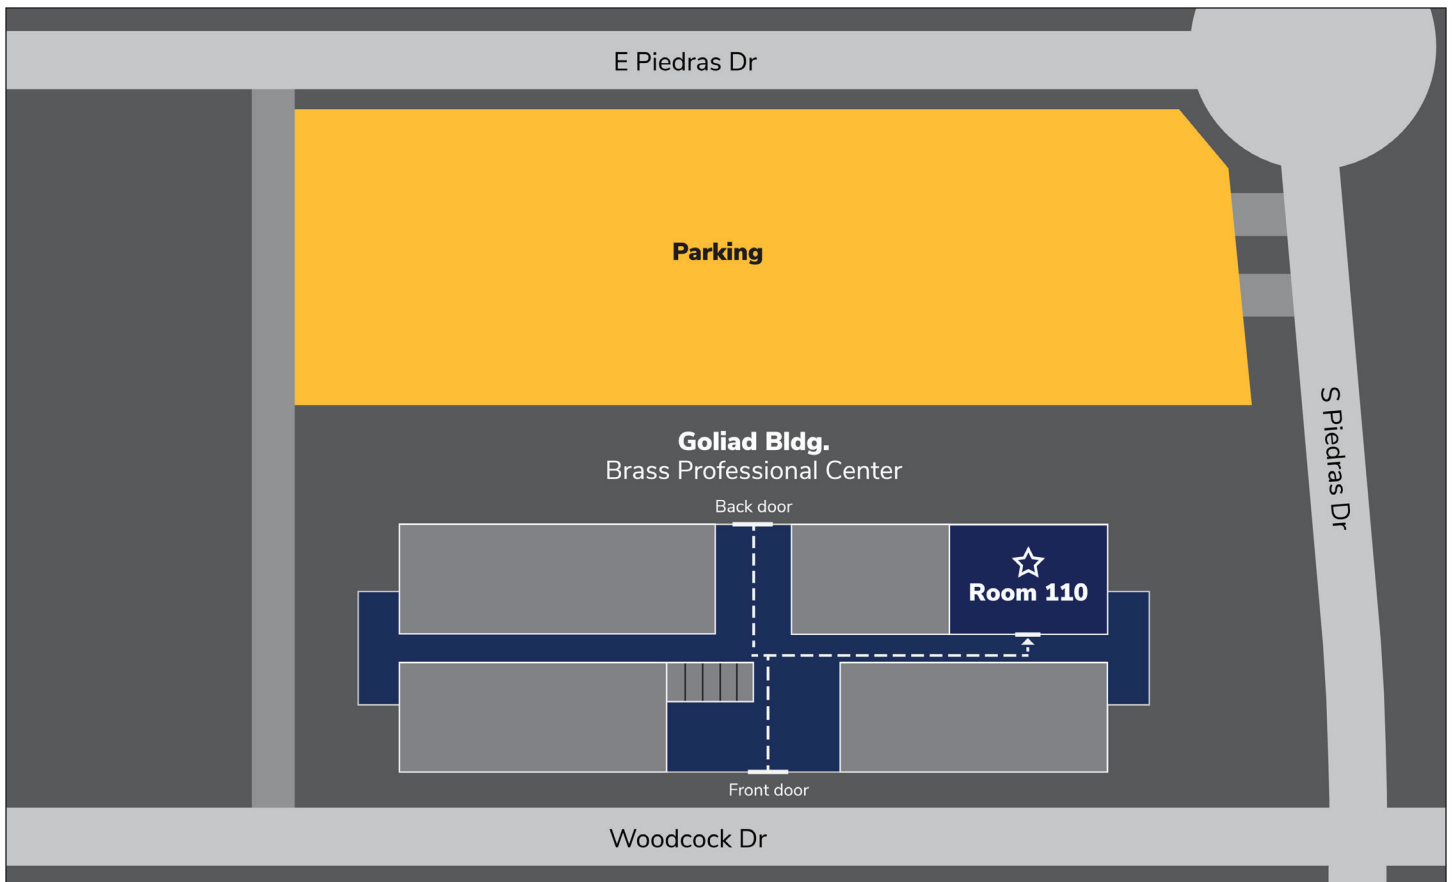 E Piedras Dr
Parking
S Piedras Dr
Goliad Bldg.
Brass Professional Center
Back door
Room 110
Front door
Woodcock Dr